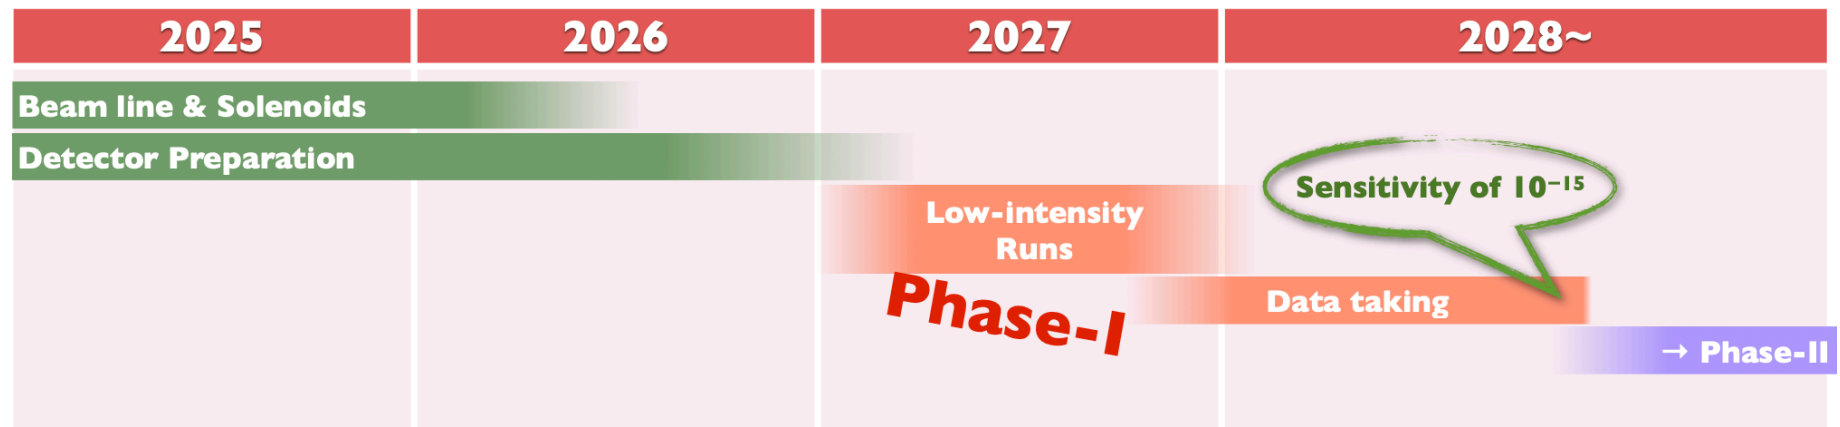 2025
2026
2027
2028~
Beam line & Solenoids
Detector Preparation
Low-intensity
Runs
Sensitivity of 10⁻¹⁵
Phase-I
Data taking
→ Phase-II